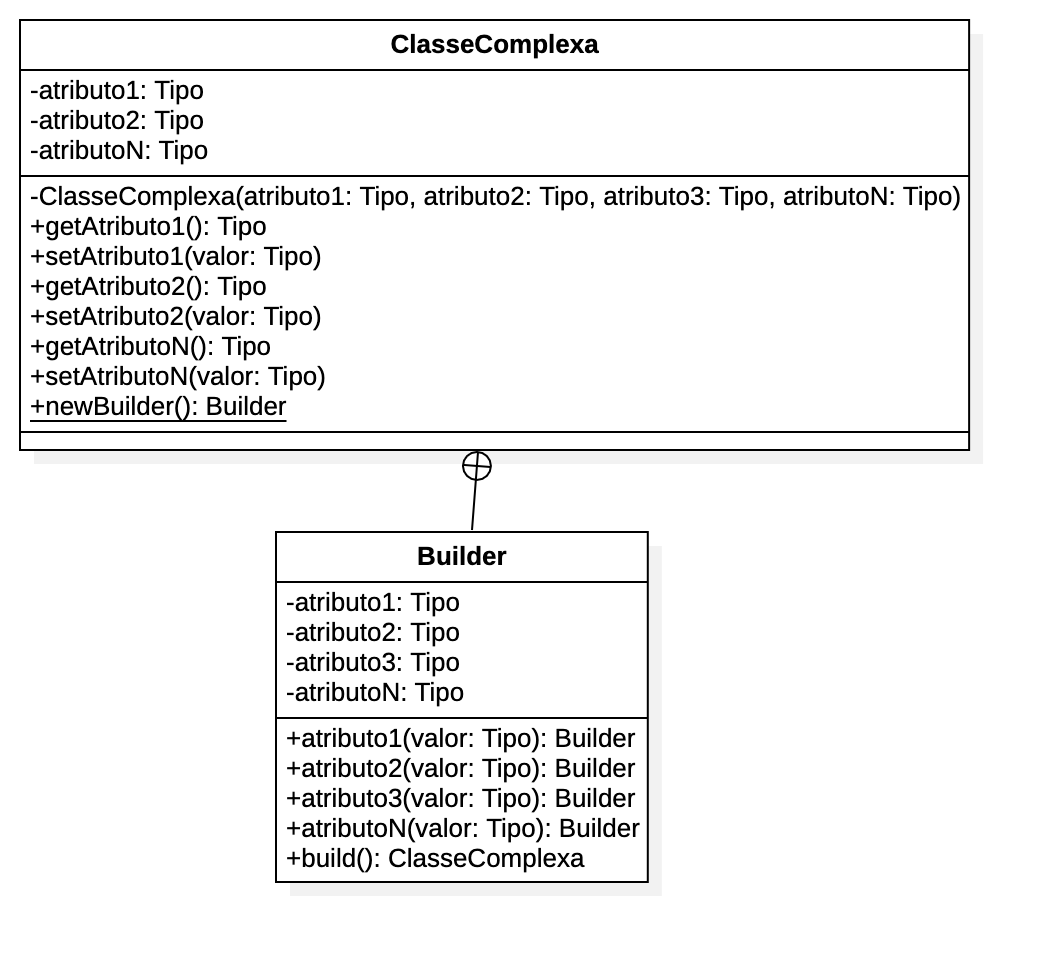 ClasseComplexa
-atributo1: Tipo
-atributo2: Tipo
-atributoN: Tipo
-ClasseComplexa(atributo1: Tipo, atributo2: Tipo, atributo3: Tipo, atributoN: Tipo)
+getAtributo1(): Tipo
+setAtributo1(valor: Tipo)
+getAtributo2(): Tipo
+setAtributo2(valor: Tipo)
+getAtributoN(): Tipo
+setAtributoN(valor: Tipo)
+newBuilder(): Builder
Builder
-atributo1: Tipo
-atributo2: Tipo
-atributo3: Tipo
-atributoN: Tipo
+atributo1(valor: Tipo): Builder
+atributo2(valor: Tipo): Builder
+atributo3(valor: Tipo): Builder
+atributoN(valor: Tipo): Builder
+build(): ClasseComplexa